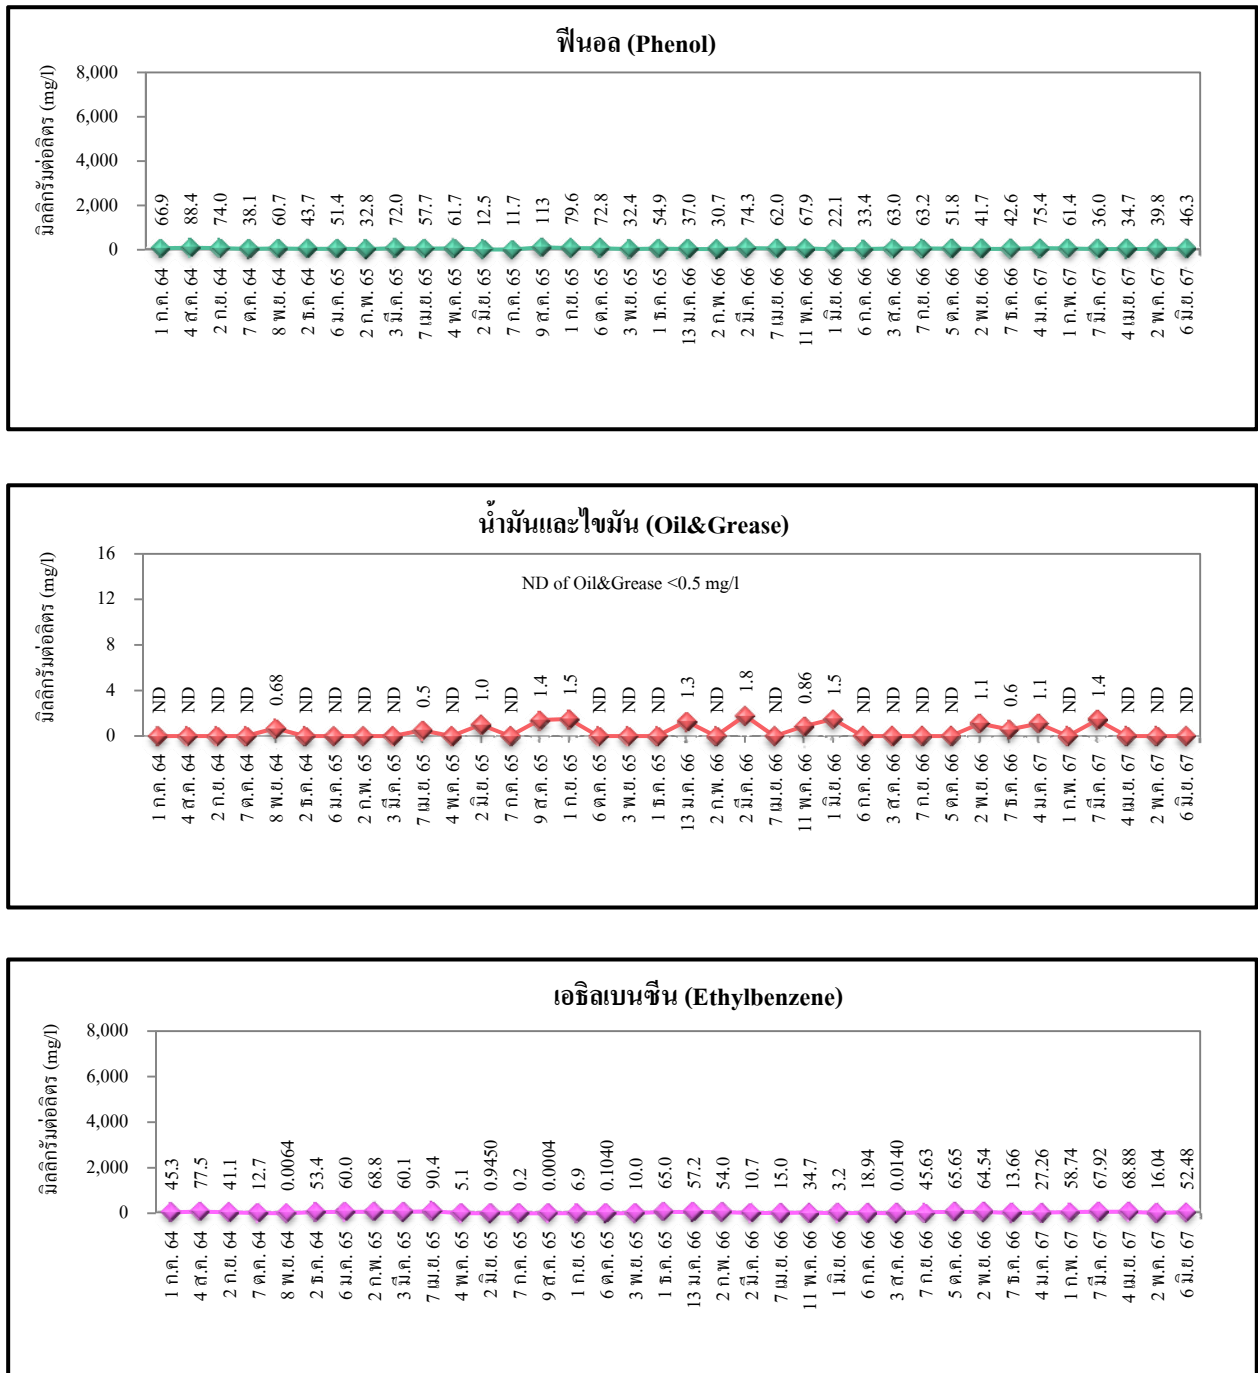 ฟีนอล (Phenol)
มิลลิกรัมต่อลิตร (mg/l)
8,000
6,000
4,000
2,000
0
66.9 88.4 74.0 38.1 60.7 43.7 51.4 32.8 72.0 57.7 61.7 12.5 11.7 113 79.6 72.8 32.4 54.9 37.0 30.7 74.3 62.0 67.9 22.1 33.4 63.0 63.2 51.8 41.7 42.6 75.4 61.4 36.0 34.7 39.8 46.3
1 ก.ค. 64 4 ส.ค. 64 2 ก.ย. 64 7 ต.ค. 64 8 พ.ย. 64 2 ธ.ค. 64 6 ม.ค. 65 2 ก.พ. 65 3 มี.ค. 65 7 เม.ย. 65 4 พ.ค. 65 2 มิ.ย. 65 7 ก.ค. 65 9 ส.ค. 65 1 ก.ย. 65 6 ต.ค. 65 3 พ.ย. 65 1 ธ.ค. 65 13 ม.ค. 66 2 ก.พ. 66 2 มี.ค. 66 7 เม.ย. 66 11 พ.ค. 66 1 มิ.ย. 66 6 ก.ค. 66 3 ส.ค. 66 7 ก.ย. 66 5 ต.ค. 66 2 พ.ย. 66 7 ธ.ค. 66 4 ม.ค. 67 1 ก.พ. 67 7 มี.ค. 67 4 เม.ย. 67 2 พ.ค. 67 6 มิ.ย. 67
น้ำมันและไขมัน (Oil&Grease)
มิลลิกรัมต่อลิตร (mg/l)
16
12
8
4
0
ND of Oil&Grease <0.5 mg/l
ND ND ND ND 0.68 ND ND ND ND 0.5 ND 1.0 ND 1.4 1.5 ND ND ND 1.3 ND 1.8 ND 0.86 1.5 ND ND ND ND 1.1 0.6 1.1 ND 1.4 ND ND ND
1 ก.ค. 64 4 ส.ค. 64 2 ก.ย. 64 7 ต.ค. 64 8 พ.ย. 64 2 ธ.ค. 64 6 ม.ค. 65 2 ก.พ. 65 3 มี.ค. 65 7 เม.ย. 65 4 พ.ค. 65 2 มิ.ย. 65 7 ก.ค. 65 9 ส.ค. 65 1 ก.ย. 65 6 ต.ค. 65 3 พ.ย. 65 1 ธ.ค. 65 13 ม.ค. 66 2 ก.พ. 66 2 มี.ค. 66 7 เม.ย. 66 11 พ.ค. 66 1 มิ.ย. 66 6 ก.ค. 66 3 ส.ค. 66 7 ก.ย. 66 5 ต.ค. 66 2 พ.ย. 66 7 ธ.ค. 66 4 ม.ค. 67 1 ก.พ. 67 7 มี.ค. 67 4 เม.ย. 67 2 พ.ค. 67 6 มิ.ย. 67
เอธิลเบนซีน (Ethylbenzene)
มิลลิกรัมต่อลิตร (mg/l)
8,000
6,000
4,000
2,000
0
45.3 77.5 41.1 12.7 0.0064 53.4 60.0 68.8 60.1 90.4 5.1 0.9450 0.2 0.0004 6.9 0.1040 10.0 65.0 57.2 54.0 10.7 15.0 34.7 3.2 18.94 0.0140 45.63 65.65 64.54 13.66 27.26 58.74 67.92 68.88 16.04 52.48
1 ก.ค. 64 4 ส.ค. 64 2 ก.ย. 64 7 ต.ค. 64 8 พ.ย. 64 2 ธ.ค. 64 6 ม.ค. 65 2 ก.พ. 65 3 มี.ค. 65 7 เม.ย. 65 4 พ.ค. 65 2 มิ.ย. 65 7 ก.ค. 65 9 ส.ค. 65 1 ก.ย. 65 6 ต.ค. 65 3 พ.ย. 65 1 ธ.ค. 65 13 ม.ค. 66 2 ก.พ. 66 2 มี.ค. 66 7 เม.ย. 66 11 พ.ค. 66 1 มิ.ย. 66 6 ก.ค. 66 3 ส.ค. 66 7 ก.ย. 66 5 ต.ค. 66 2 พ.ย. 66 7 ธ.ค. 66 4 ม.ค. 67 1 ก.พ. 67 7 มี.ค. 67 4 เม.ย. 67 2 พ.ค. 67 6 มิ.ย. 67